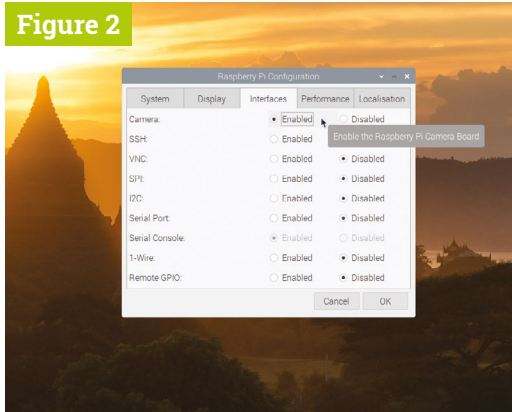 Figure 2
Raspberry Pi Configuration
System Display Interfaces Performance Localisation
Camera: Enabled Disabled
Enable the Raspberry Pi Camera Board
SSH: Enabled
VNC: Enabled Disabled
SPI: Enabled Disabled
I2C: Enabled Disabled
Serial Port: Enabled Disabled
Serial Console: Enabled Disabled
1-Wire: Enabled Disabled
Remote GPIO: Enabled Disabled
Cancel OK